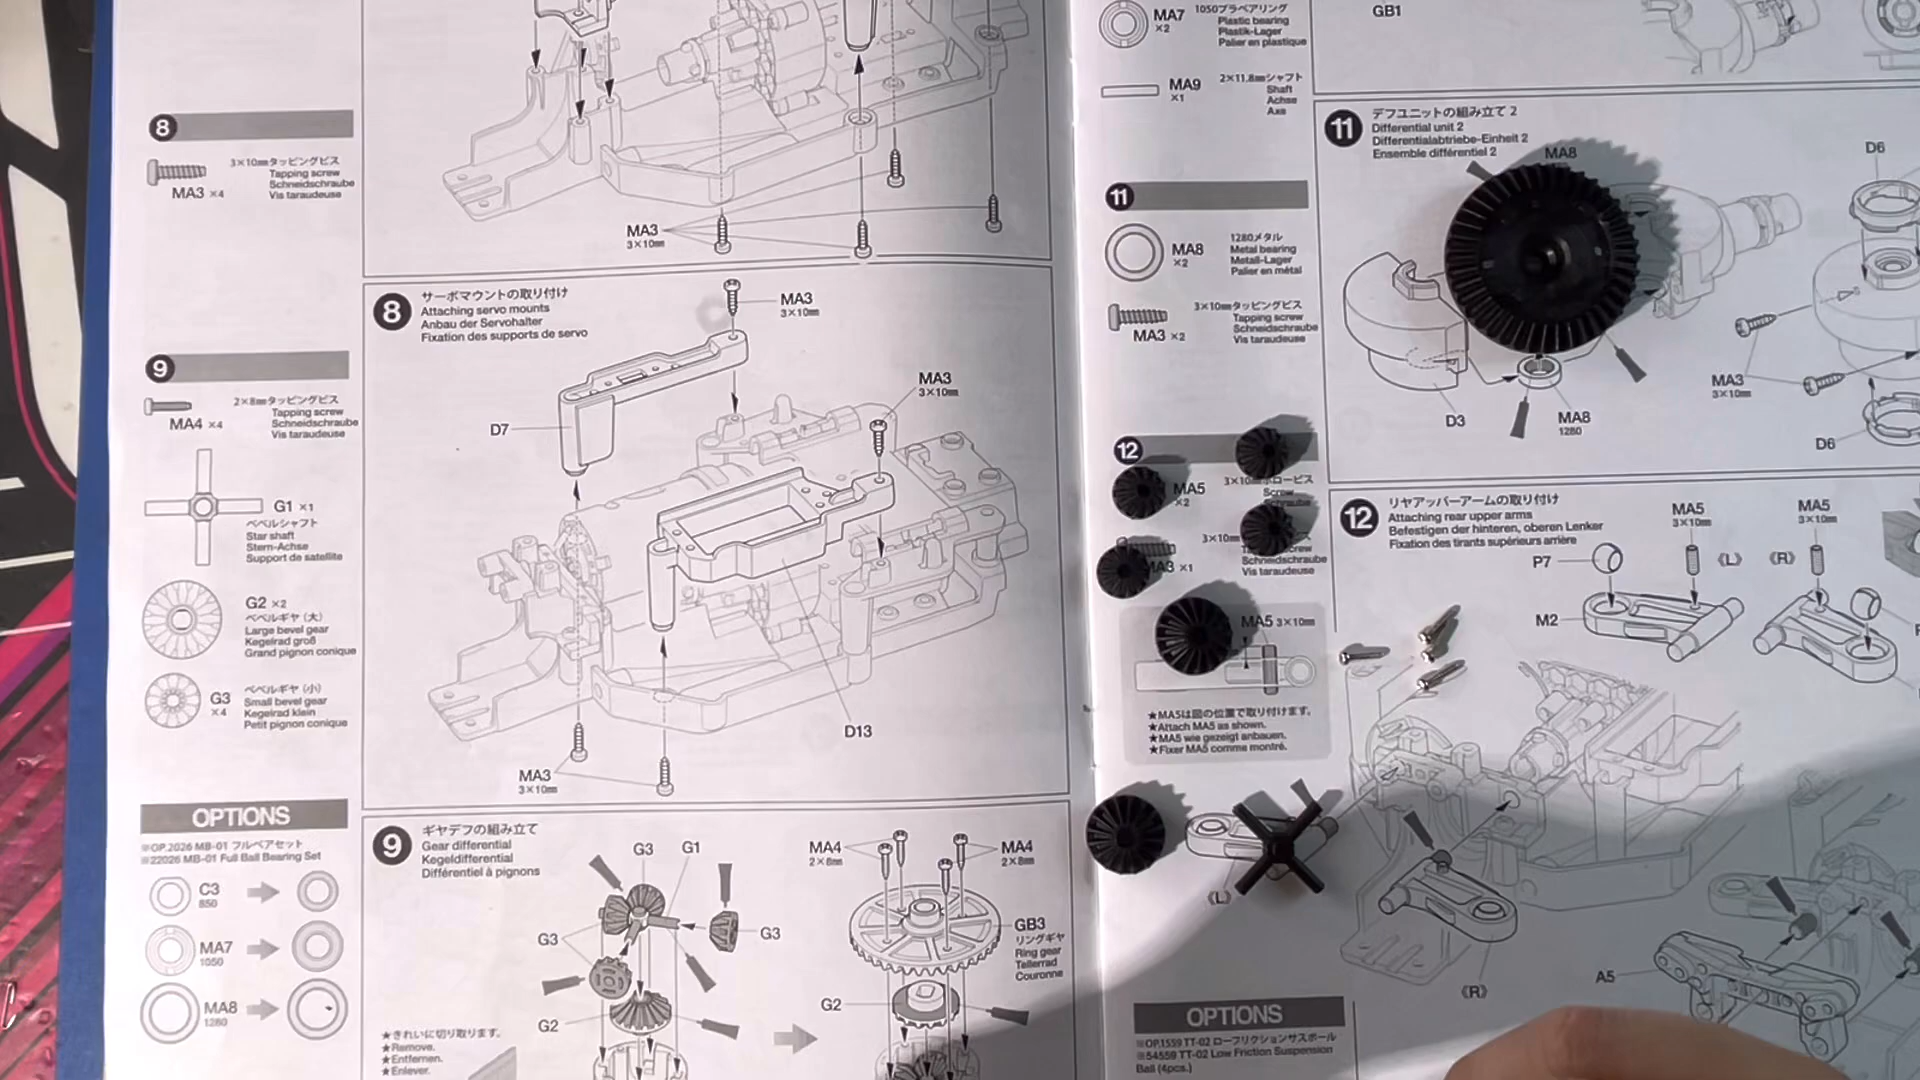 8
3×10㎜タッピングビス
Tapping screw
Schneidschraube
Vis taraudeuse
MA3 ×4
MA3
3×10㎜
9
2×8㎜タッピングビス
Tapping screw
Schneidschraube
Vis taraudeuse
MA4 ×4
G1 ×1
ベベルシャフト
Star shaft
Stern-Achse
Support de satellite
G2 ×2
ベベルギヤ (大)
Large bevel gear
Kegelrad groß
Grand pignon conique
G3
×4
ベベルギヤ (小)
Small bevel gear
Kegelrad klein
Petit pignon conique
OPTIONS
※OP.2026 MB-01 フルベアセット
※22026 MB-01 Full Ball Bearing Set
C3
850
MA7
1050
MA8
1280
8
サーボマウントの取り付け
Attaching servo mounts
Anbau der Servohalter
Fixation des supports de servo
MA3
3×10㎜
MA3
3×10㎜
D7
D13
MA3
3×10㎜
9
ギヤデフの組み立て
Gear differential
Kegeldifferential
Différentiel à pignons
G3
G1
G3
G3
G2
★きれいに切り取ります。
★Remove.
★Entfernen.
★Enlever.
MA4
2×8㎜
MA4
2×8㎜
GB3
リングギヤ
Ring gear
Tellerrad
Couronne
G2
MA7
×2
1050プラベアリング
Plastic bearing
Plastik-Lager
Palier en plastique
MA9
×1
2×11.8㎜シャフト
Shaft
Achse
Axe
GB1
11
MA8
×2
1280メタル
Metal bearing
Metall-Lager
Palier en métal
3×10㎜タッピングビス
Tapping screw
Schneidschraube
Vis taraudeuse
MA3 ×2
11
デフユニットの組み立て 2
Differential unit 2
Differentialabtriebe-Einheit 2
Ensemble différentiel 2
MA8
D6
D3
MA8
1280
MA3
3×10㎜
D6
12
MA5
×2
Screw
3×10㎜
MA3 ×1
Schneidschraube
Vis taraudeuse
MA5 3×10㎜
★MA5は図の位置で取り付けます。
★Attach MA5 as shown.
★MA5 wie gezeigt anbauen.
★Fixer MA5 comme montré.
12
リヤアッパーアームの取り付け
Attaching rear upper arms
Befestigen der hinteren, oberen Lenker
Fixation des tirants supérieurs arrière
P7
MA5
3×10㎜
《L》
《R》
MA5
3×10㎜
M2
《L》
《R》
A5
OPTIONS
※OP.1559 TT-02 ローフリクションサスボール
※54559 TT-02 Low Friction Suspension
Ball (4pcs.)